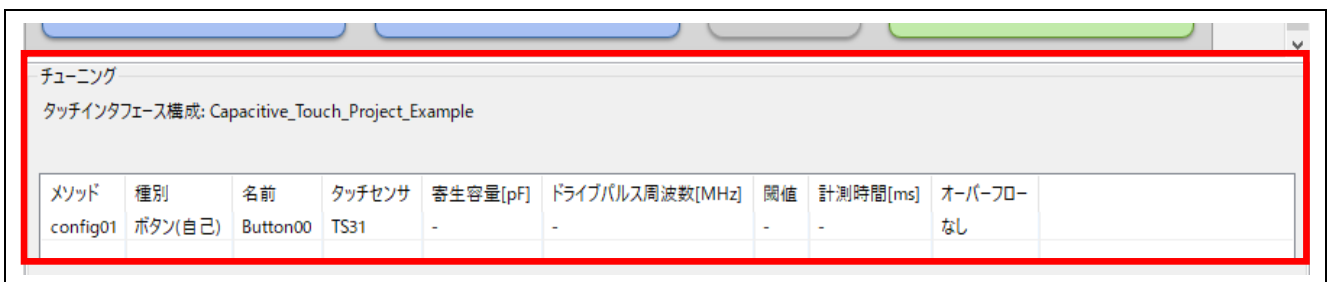 チューニング
タッチインタフェース構成: Capacitive_Touch_Project_Example
メソッド 種別 名前 タッチセンサ 寄生容量[pF] ドライブパルス周波数[MHz] 閾値 計測時間[ms] オーバーフロー
config01 ボタン(自己) Button00 TS31 - - - - なし